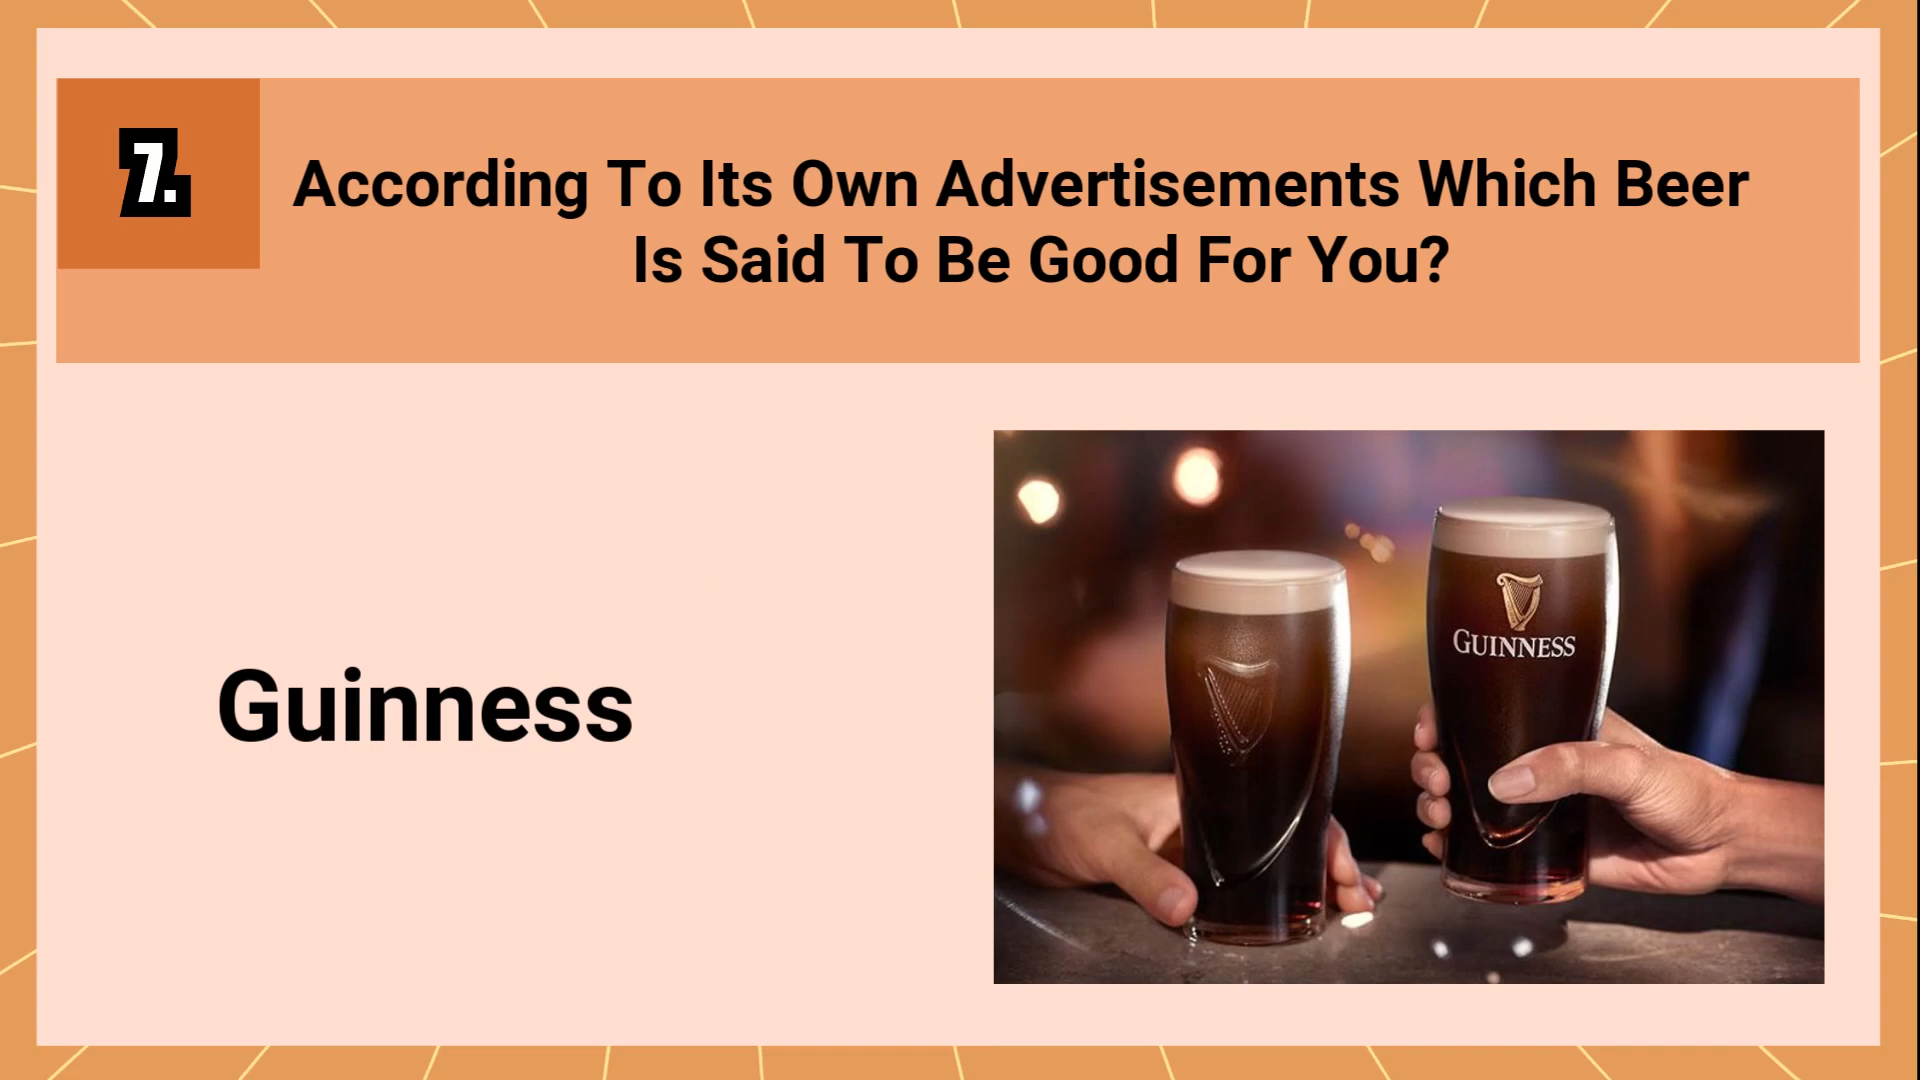 7.
According To Its Own Advertisements Which Beer
Is Said To Be Good For You?
Guinness
GUINNESS